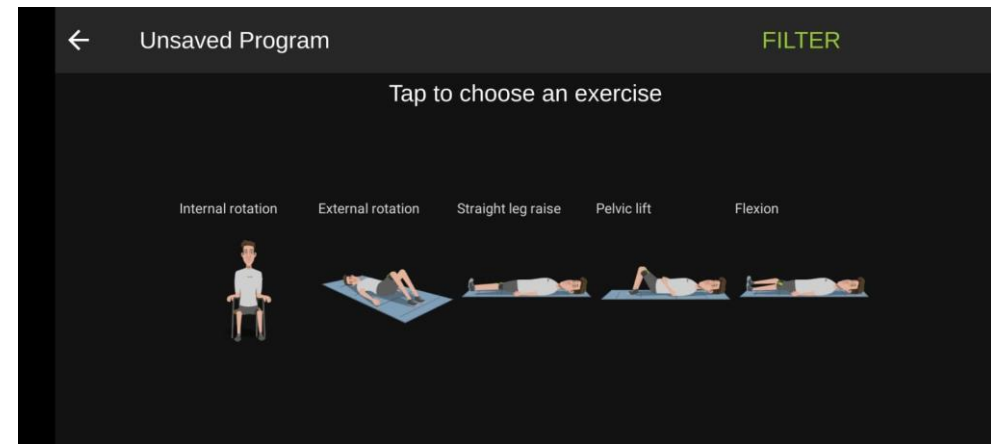 Unsaved Program
FILTER
Tap to choose an exercise
Internal rotation
External rotation
Straight leg raise
Pelvic lift
Flexion